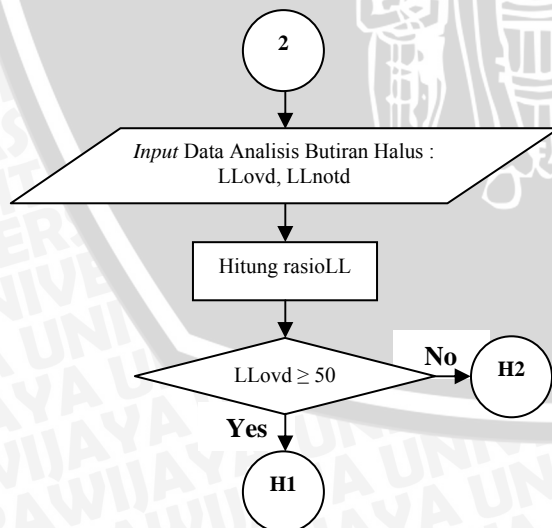 2
Input Data Analisis Butiran Halus :
LLovd, LLnotd
Hitung rasioLL
LLovd ≥ 50
No
H2
Yes
H1